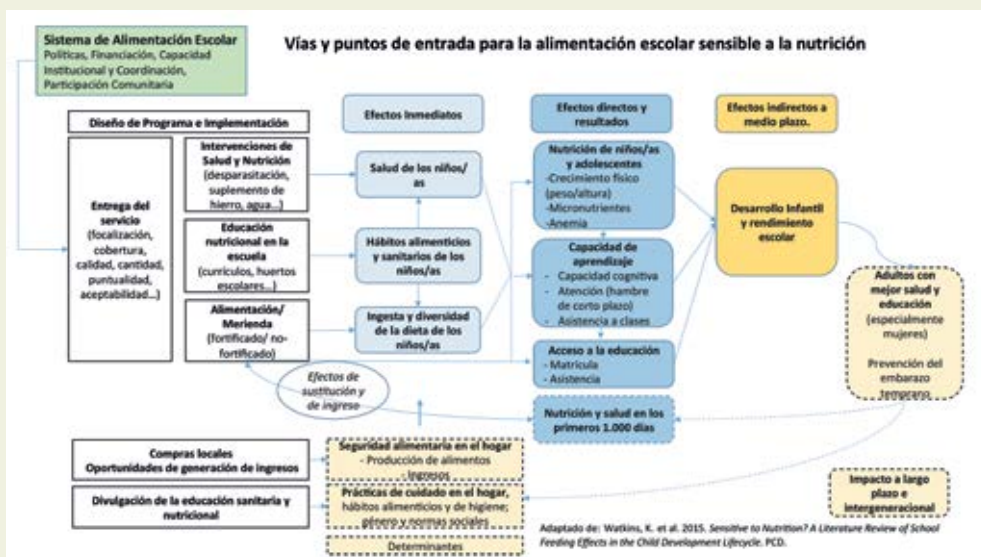 Sistema de Alimentación Escolar
Políticas, Financiación, Capacidad
Institucional y Coordinación,
Participación Comunitaria
Vías y puntos de entrada para la alimentación escolar sensible a la nutrición
Diseño de Programa e Implementación
Entrega del
servicio
(focalización,
cobertura,
calidad, cantidad,
puntualidad,
aceptabilidad...)
Intervenciones de
Salud y Nutrición
(desparasitación,
suplemento de
hierro, agua...)
Educación
nutricional en la
escuela
(currículos, huertos
escolares...)
Alimentación/
Merienda
(fortificado/ no-
fortificado)
Efectos Inmediatos
Salud de los niños/
as
Hábitos alimenticios
y sanitarios de los
niños/as
Ingesta y diversidad
de la dieta de los
niños/as
Efectos directos y
resultados
Nutrición de niños/as
y adolescentes
-Crecimiento físico
(peso/altura)
-Micronutrientes
-Anemia
Capacidad de
aprendizaje
- Capacidad cognitiva
- Atención (hambre
de corto plazo)
- Asistencia a clases
Acceso a la educación
- Matricula
- Asistencia
Nutrición y salud en los
primeros 1.000 días
Efectos indirectos a
medio plazo.
Desarrollo Infantil
y rendimiento
escolar
Adultos con
mejor salud y
educación
(especialmente
mujeres)
Prevención del
embarazo
temprano
Efectos de
sustitución y
de ingreso
Compras locales
Oportunidades de generación de ingresos
Divulgación de la educación sanitaria y
nutricional
Seguridad alimentaria en el hogar
- Producción de alimentos
- Ingresos
Prácticas de cuidado en el hogar,
hábitos alimenticios y de higiene;
género y normas sociales
Determinantes
Impacto a largo
plazo e
intergeneracional
Adaptado de: Watkins, K. et al. 2015. Sensitive to Nutrition? A Literature Review of School
Feeding Effects in the Child Development Lifecycle. PCD.